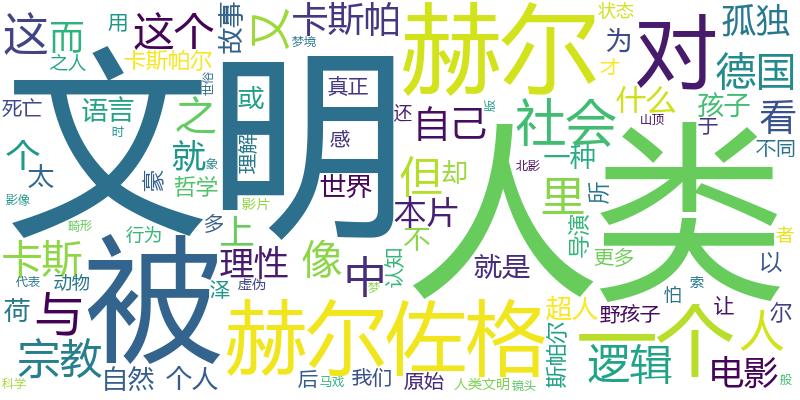 这 而 用 故事 又 卡斯帕 赫尔 对 状态 才 为 孤独
之人 这个 梦境 卡斯帕尔 世俗 真正 德国
文明 人类
死亡 语言 之 或 还 自己 版 社会 什么 孩子 于 山顶 看
个 太 豪 就 时 理解 感 但 却 一种 里 所 不同
哲学 象 世界 北影
影像 畸形 多 上 影片 本片 不 导演 更多 者
卡斯 行为 被 理性 像 中 认知 就是 以
代表 动物 泽 虚伪 梦 怕 索 让 尔
荷 与 赫尔佐格 超人 野孩子 一个 人
宗教 自然 个人 后 马戏 我们 原始 斯帕尔 逻辑 电影
科学 人类文明 镜头 般